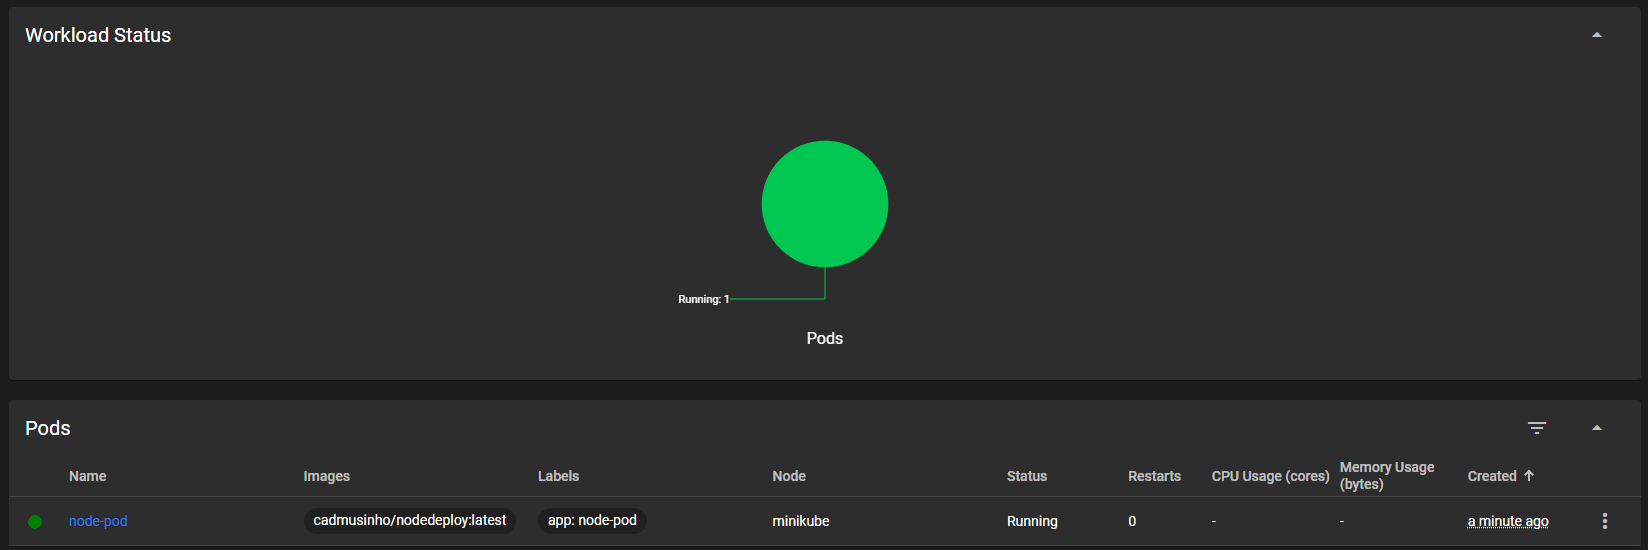 Workload Status
Running: 1
Pods
Pods
Name Images Labels Node Status Restarts CPU Usage (cores) Memory Usage (bytes) Created
node-pod cadmusinho/nodedeploy:latest app: node-pod minikube Running 0 - - a minute ago